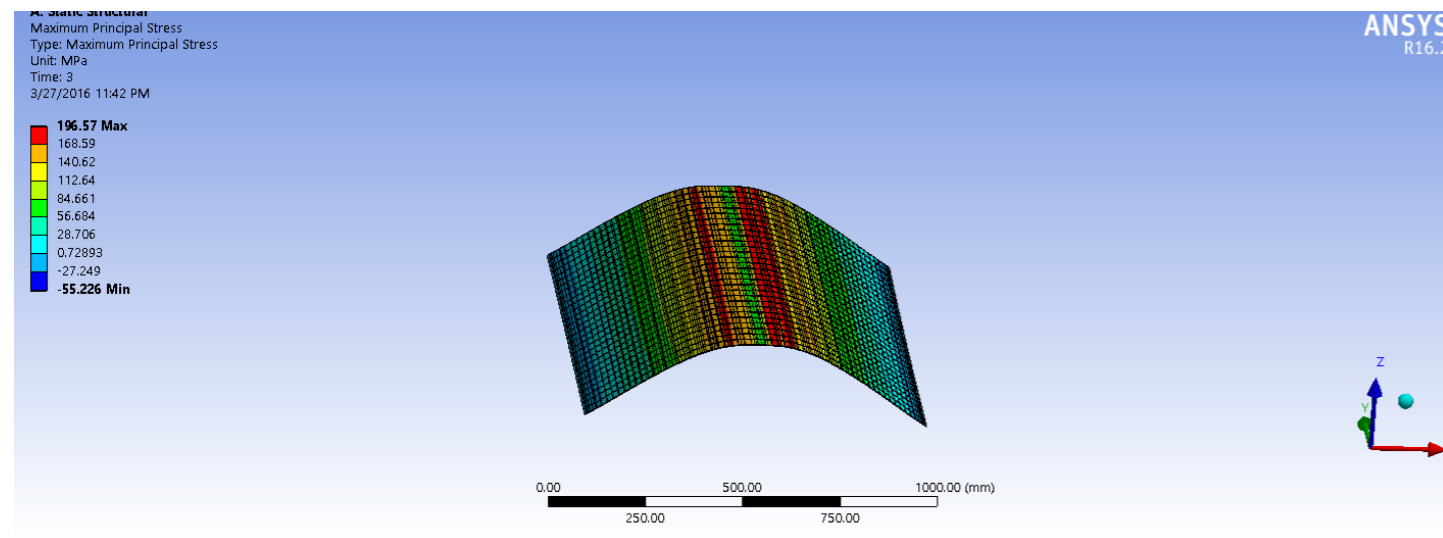 A: Static Structural
Maximum Principal Stress
Type: Maximum Principal Stress
Unit: MPa
Time: 3
3/27/2016 11:42 PM
196.57 Max
168.59
140.62
112.64
84.661
56.684
28.706
0.72893
-27.249
-55.226 Min
ANSYS
R16.2
Z
Y
0.00
500.00
1000.00 (mm)
250.00
750.00